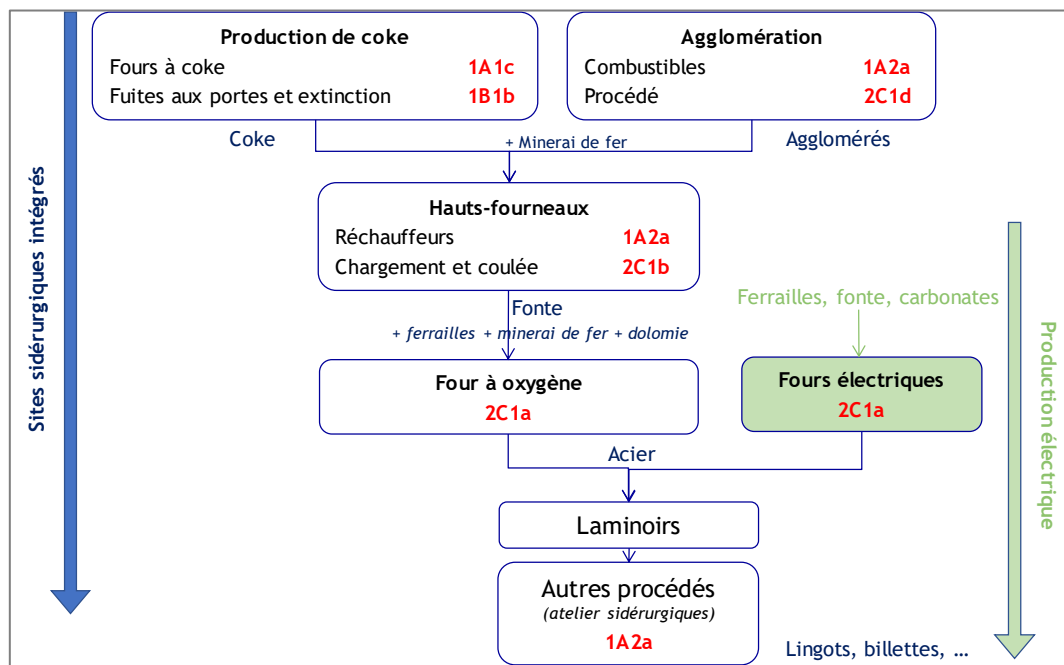 Sites sidérurgiques intégrés
Production de coke
Fours à coke 1A1c
Fuites aux portes et extinction 1B1b
Agglomération
Combustibles 1A2a
Procédé 2C1d
Coke
+ Minerai de fer
Agglomérés
Hauts-fourneaux
Réchauffeurs 1A2a
Chargement et coulée 2C1b
Fonte
+ ferrailles + minerai de fer + dolomie
Ferrailles, fonte, carbonates
Four à oxygène
2C1a
Fours électriques
2C1a
Production électrique
Acier
Laminoirs
Autres procédés
(atelier sidérurgiques)
1A2a
Lingots, billettes, …